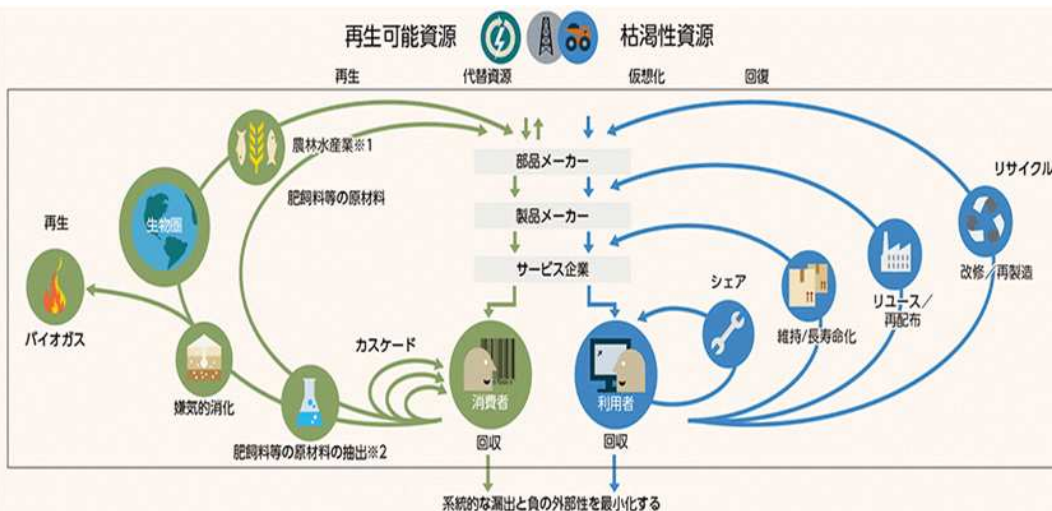 再生可能資源
枯渇性資源
再生
代替資源
仮想化
回復
農林水産業※1
部品メーカー
リサイクル
肥飼料等の原材料
再生
生物圏
製品メーカー
サービス企業
シェア
改修/再製造
リユース/
再配布
維持/長寿命化
バイオガス
カスケード
嫌気的消化
消費者
利用者
肥飼料等の原材料の抽出※2
回収
回収
系統的な漏出と負の外部性を最小化する